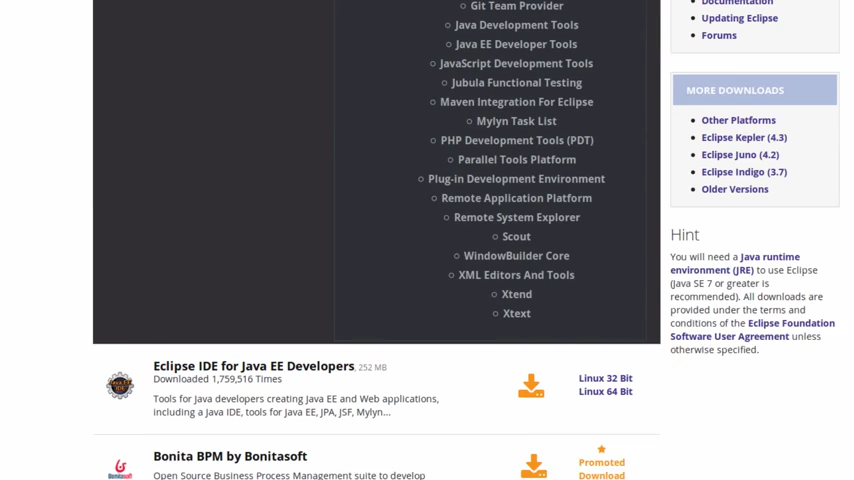 Git Team Provider
Java Development Tools
Java EE Developer Tools
JavaScript Development Tools
Jubula Functional Testing
Maven Integration For Eclipse
Mylyn Task List
PHP Development Tools (PDT)
Parallel Tools Platform
Plug-in Development Environment
Remote Application Platform
Remote System Explorer
Scout
WindowBuilder Core
XML Editors And Tools
Xtend
Xtext
Eclipse IDE for Java EE Developers, 252 MB
Downloaded 1,759,516 Times
Tools for Java developers creating Java EE and Web applications,
including a Java IDE, tools for Java EE, JPA, JSF, Mylyn...
Linux 32 Bit
Linux 64 Bit
Bonita BPM by Bonitasoft
Open Source Business Process Management suite to develop
Promoted
Download
Documentation
Updating Eclipse
Forums
MORE DOWNLOADS
Other Platforms
Eclipse Kepler (4.3)
Eclipse Juno (4.2)
Eclipse Indigo (3.7)
Older Versions
Hint
You will need a Java runtime
environment (JRE) to use Eclipse
(Java SE 7 or greater is
recommended). All downloads are
provided under the terms and
conditions of the Eclipse Foundation
Software User Agreement unless
otherwise specified.